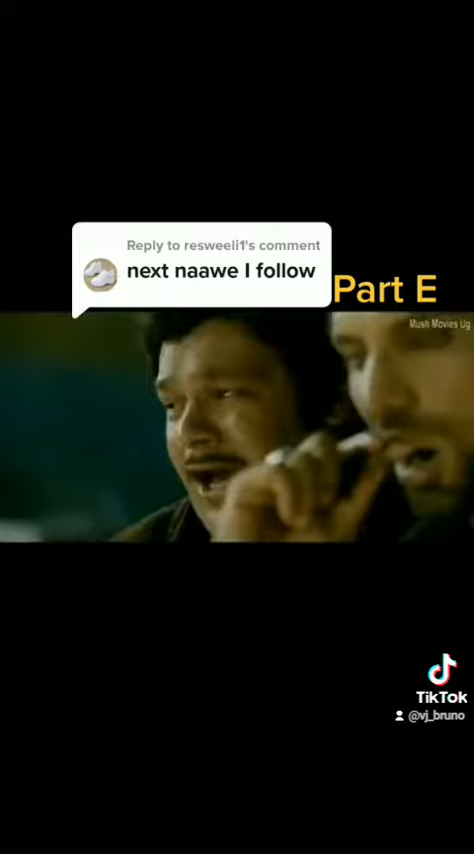 Reply to resweeli1's comment
next naawe I follow
Part E
Mush Movies Ug
TikTok
@vj_bruno